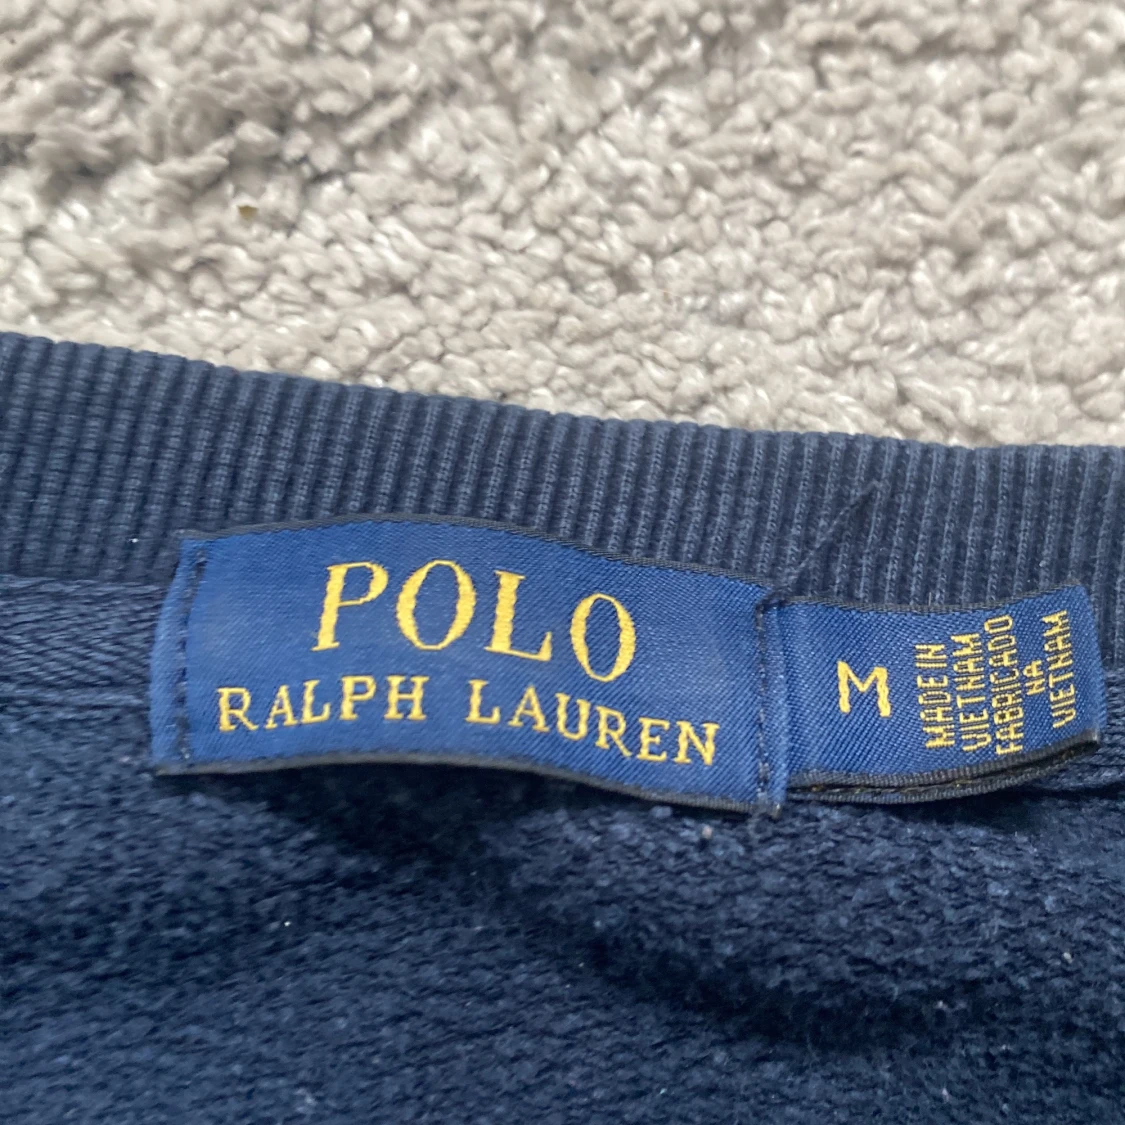 POLO
RALPH LAUREN
M
MADE IN
VIETNAM
FABRICADO
NA
VIETNAM